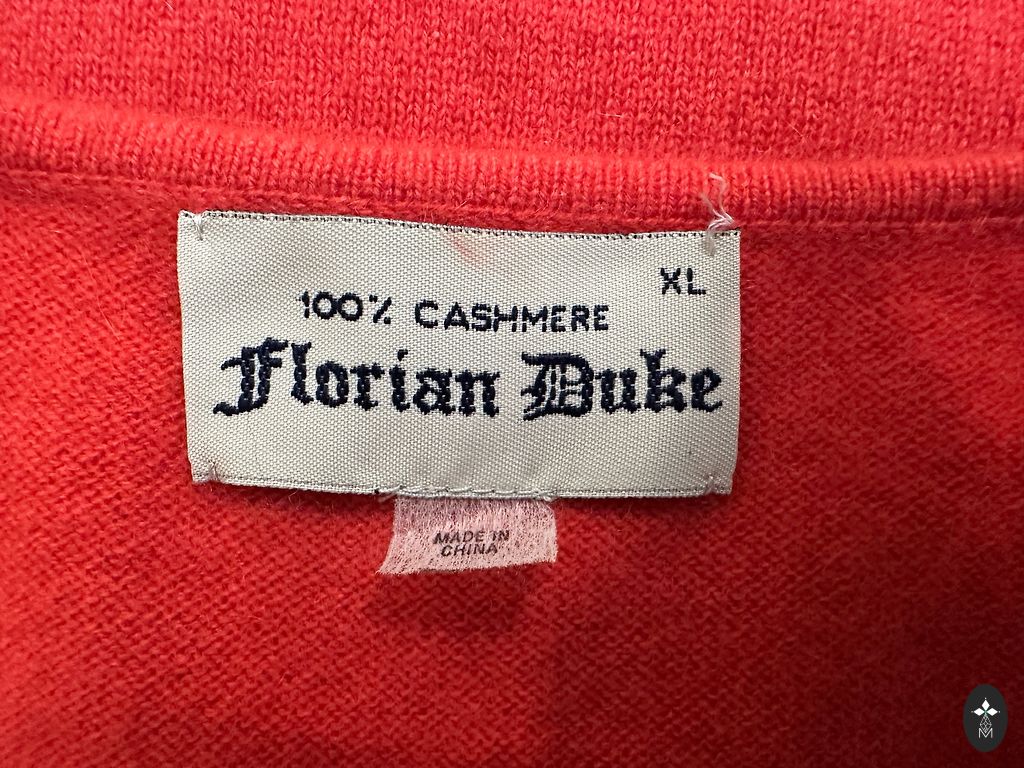 XL
100% CASHMERE
Florian Duke
MADE IN
CHINA